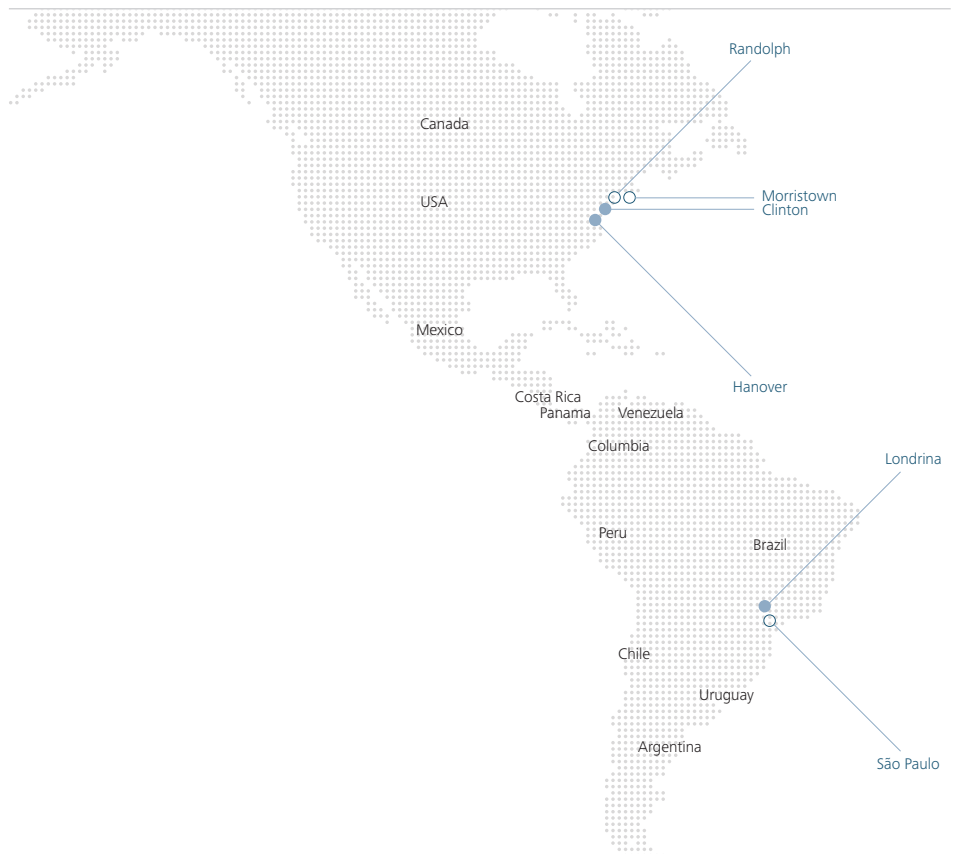 Randolph
Canada
Morristown
USA
Clinton
Mexico
Hanover
Costa Rica
Panama
Venezuela
Columbia
Londrina
Peru
Brazil
Chile
Uruguay
Argentina
São Paulo